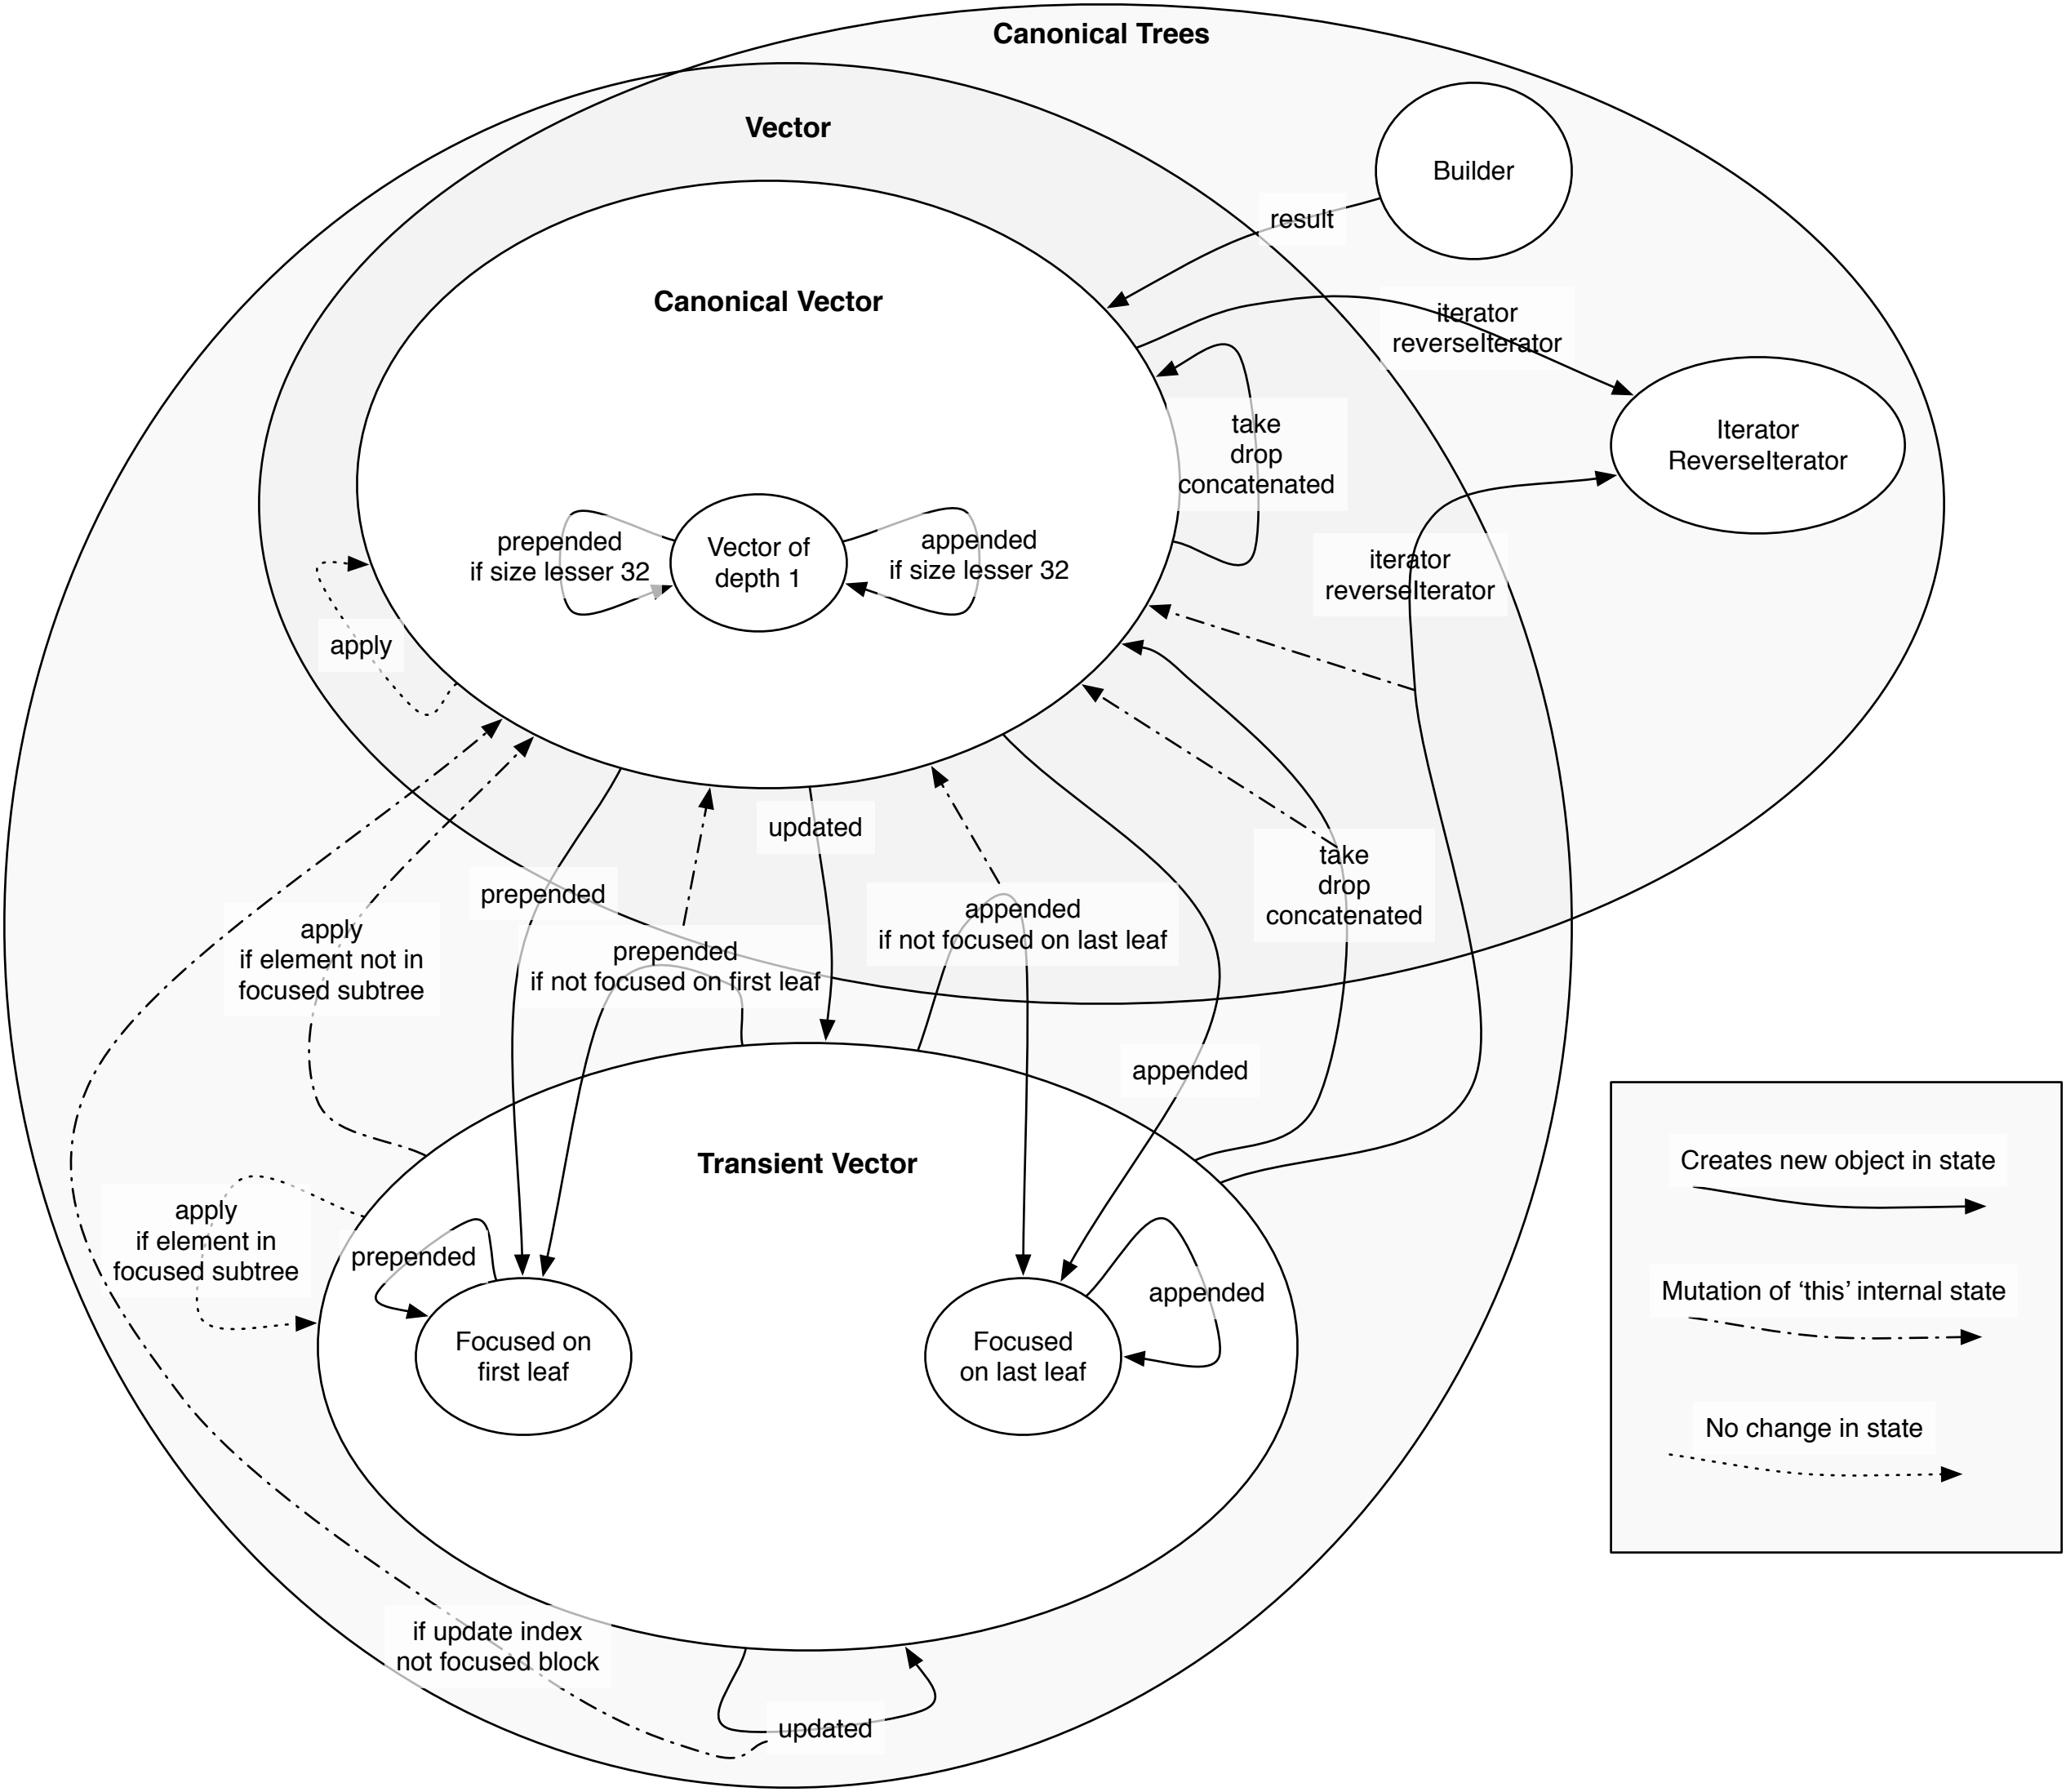 Canonical Trees
Vector
Builder
result
Canonical Vector
iterator
reverseIterator
Iterator
ReverseIterator
take
drop
concatenated
prepended
if size lesser 32
Vector of
depth 1
appended
if size lesser 32
iterator
reverseIterator
apply
updated
prepended
take
drop
concatenated
appended
if not focused on last leaf
apply
if element not in
focused subtree
prepended
if not focused on first leaf
appended
Transient Vector
Creates new object in state
apply
if element in
focused subtree
prepended
appended
Mutation of ‘this’ internal state
Focused on
first leaf
Focused
on last leaf
No change in state
if update index
not focused block
updated